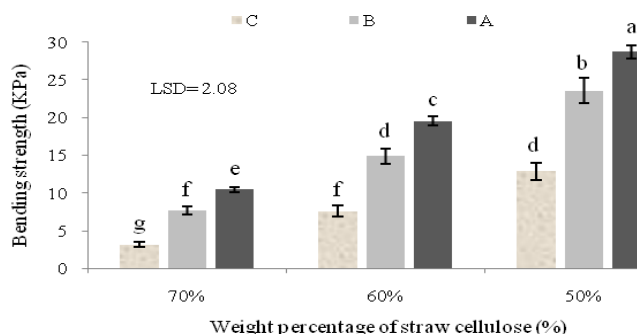 C B A
30
25
20
15
10
5
0
Bending strength (KPa)
LSD=2.08
g f e
f d c
d b a
70% 60% 50%
Weight percentage of straw cellulose (%)